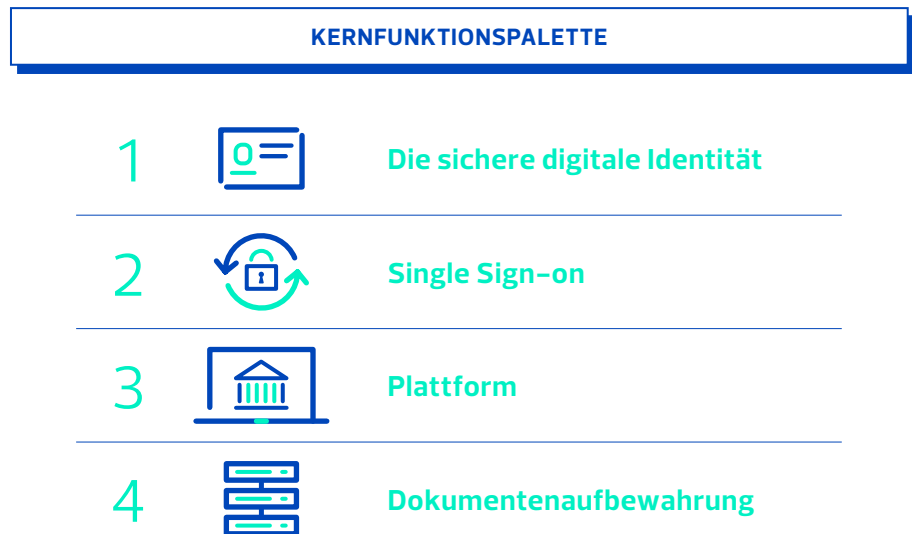 KERNFUNKTIONSPALETTE
1 Die sichere digitale Identität
2 Single Sign-on
3 Plattform
4 Dokumentenaufbewahrung